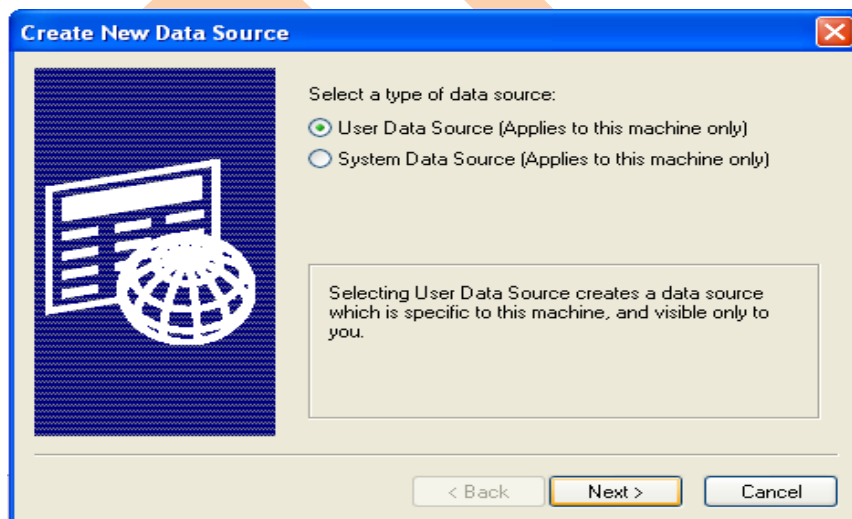 Create New Data Source
Select a type of data source:
User Data Source (Applies to this machine only)
System Data Source (Applies to this machine only)
Selecting User Data Source creates a data source
which is specific to this machine, and visible only to
you.
< Back
Next >
Cancel